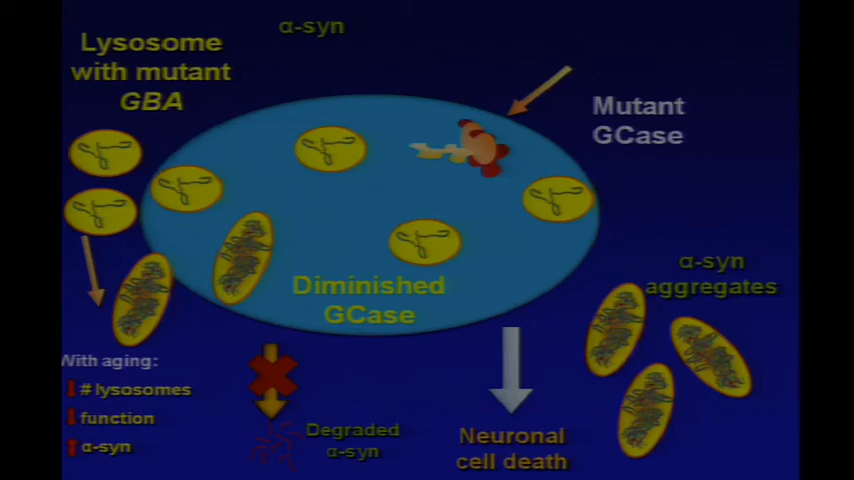 α-syn
Lysosome
with mutant
GBA
Mutant
GCase
α-syn
aggregates
Diminished
GCase
With aging:
# lysosomes
function
α-syn
Degraded
α-syn
Neuronal
cell death